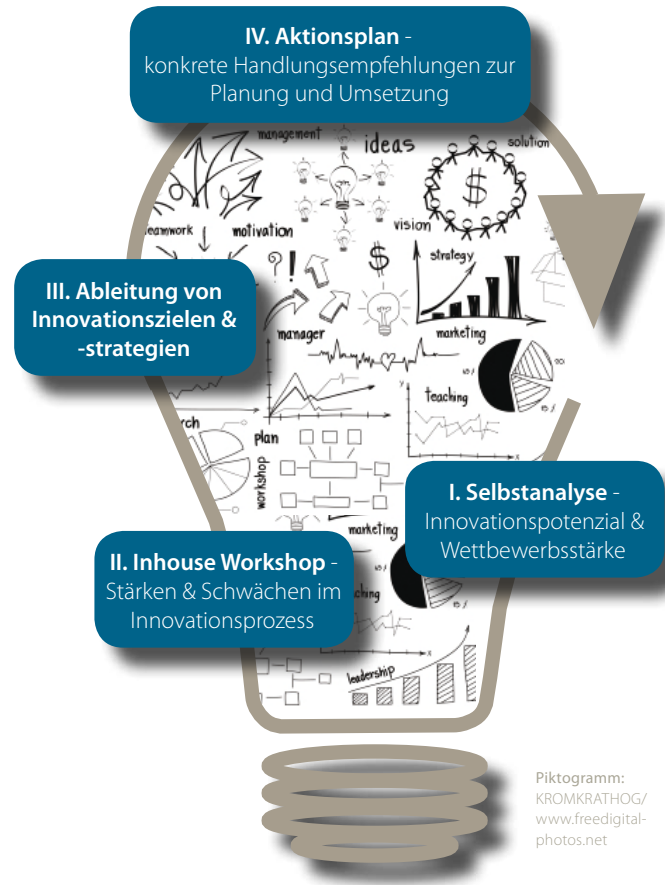 IV. Aktionsplan -
konkrete Handlungsempfehlungen zur
Planung und Umsetzung
management
ideas
solution
$
teamwork
motivation
vision
?!
$
strategy
III. Ableitung von
Innovationszielen &
-strategien
manager
marketing
teaching
y
x
rch
plan
workshop
I. Selbstanalyse -
Innovationspotenzial &
Wettbewerbsstärke
marketing
II. Inhouse Workshop -
Stärken & Schwächen im
Innovationsprozess
ching
x
leadership
Piktogramm:
KROMKRATHOG/
www.freedigital-
photos.net